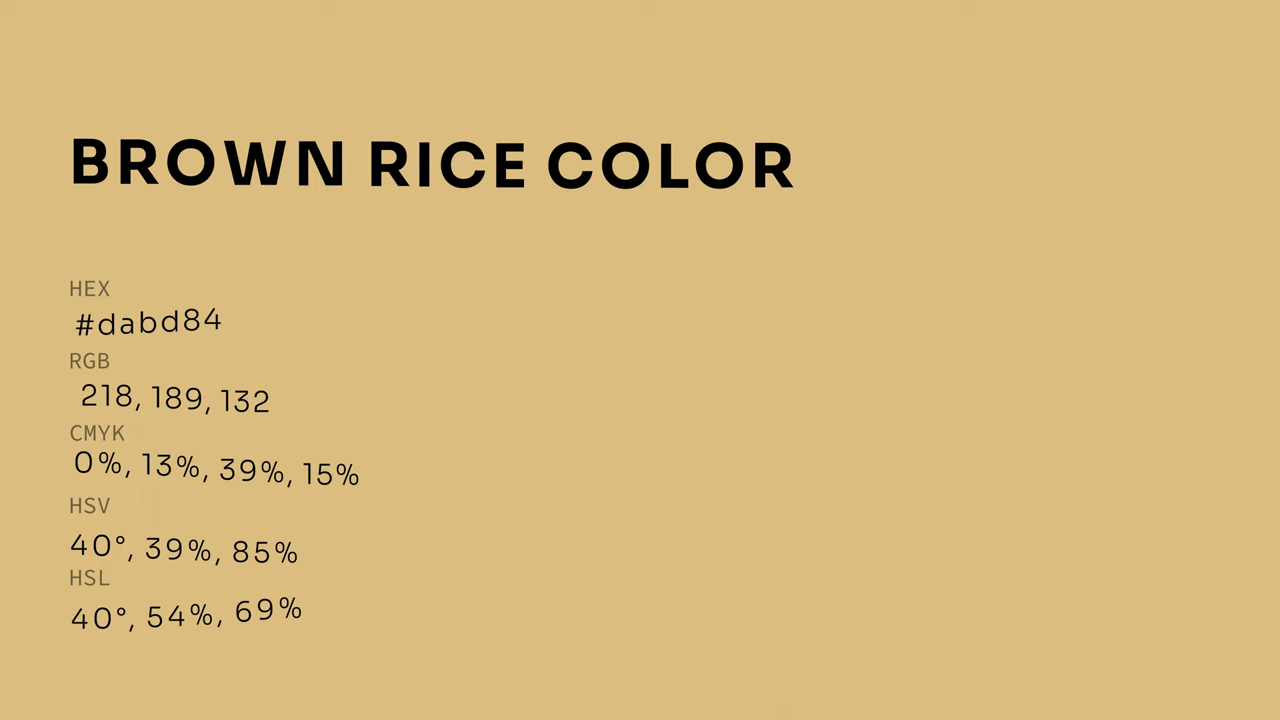 BROWN RICE COLOR
HEX
#dabd84
RGB
218, 189, 132
CMYK
0%, 13%, 39%, 15%
HSV
40°, 39%, 85%
HSL
40°, 54%, 69%